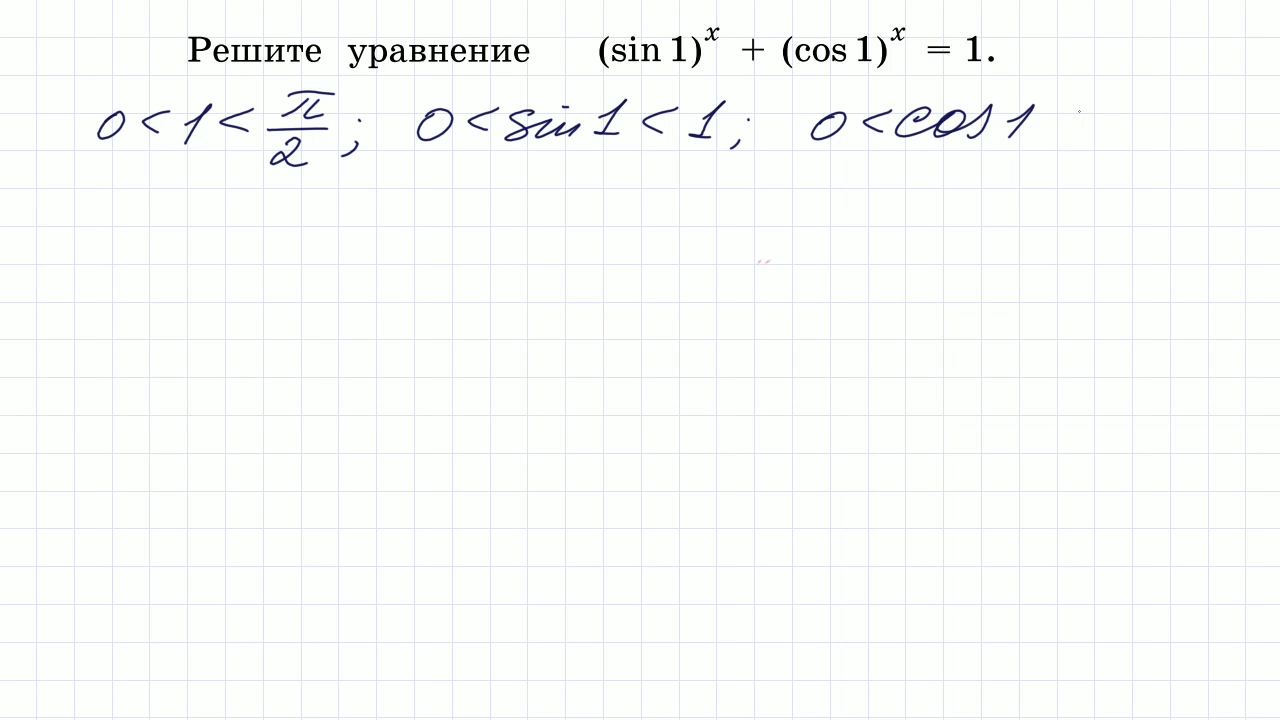 Решите уравнение (sin 1)^x + (cos 1)^x = 1.
0 < 1 < π/2 ; 0 < sin 1 < 1 ; 0 < cos 1